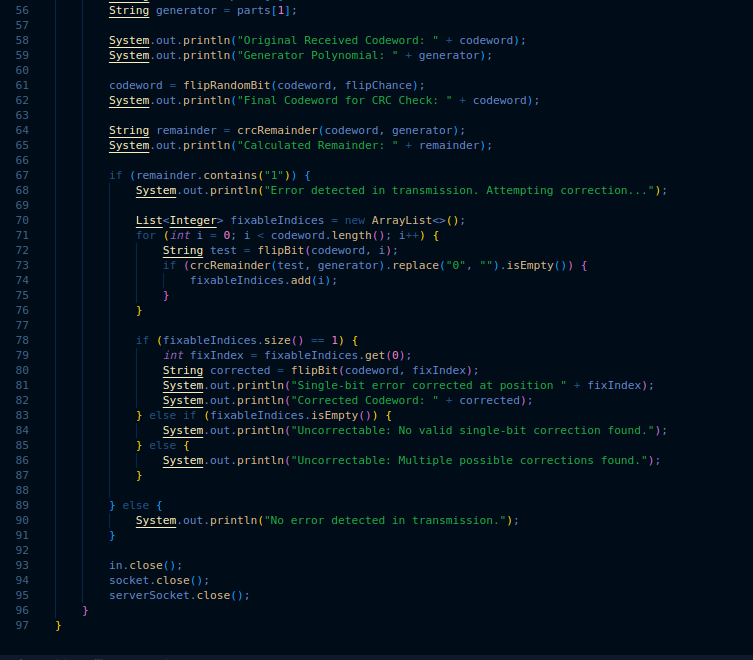 56 String generator = parts[1];
57
58 System.out.println("Original Received Codeword: " + codeword);
59 System.out.println("Generator Polynomial: " + generator);
60
61 codeword = flipRandomBit(codeword, flipChance);
62 System.out.println("Final Codeword for CRC Check: " + codeword);
63
64 String remainder = crcRemainder(codeword, generator);
65 System.out.println("Calculated Remainder: " + remainder);
66
67 if (remainder.contains("1")) {
68 System.out.println("Error detected in transmission. Attempting correction...");
69
70 List<Integer> fixableIndices = new ArrayList<>();
71 for (int i = 0; i < codeword.length(); i++) {
72 String test = flipBit(codeword, i);
73 if (crcRemainder(test, generator).replace("0", "").isEmpty()) {
74 fixableIndices.add(i);
75 }
76 }
77
78 if (fixableIndices.size() == 1) {
79 int fixIndex = fixableIndices.get(0);
80 String corrected = flipBit(codeword, fixIndex);
81 System.out.println("Single-bit error corrected at position " + fixIndex);
82 System.out.println("Corrected Codeword: " + corrected);
83 } else if (fixableIndices.isEmpty()) {
84 System.out.println("Uncorrectable: No valid single-bit correction found.");
85 } else {
86 System.out.println("Uncorrectable: Multiple possible corrections found.");
87 }
88
89 } else {
90 System.out.println("No error detected in transmission.");
91 }
92
93 in.close();
94 socket.close();
95 serverSocket.close();
96 }
97 }